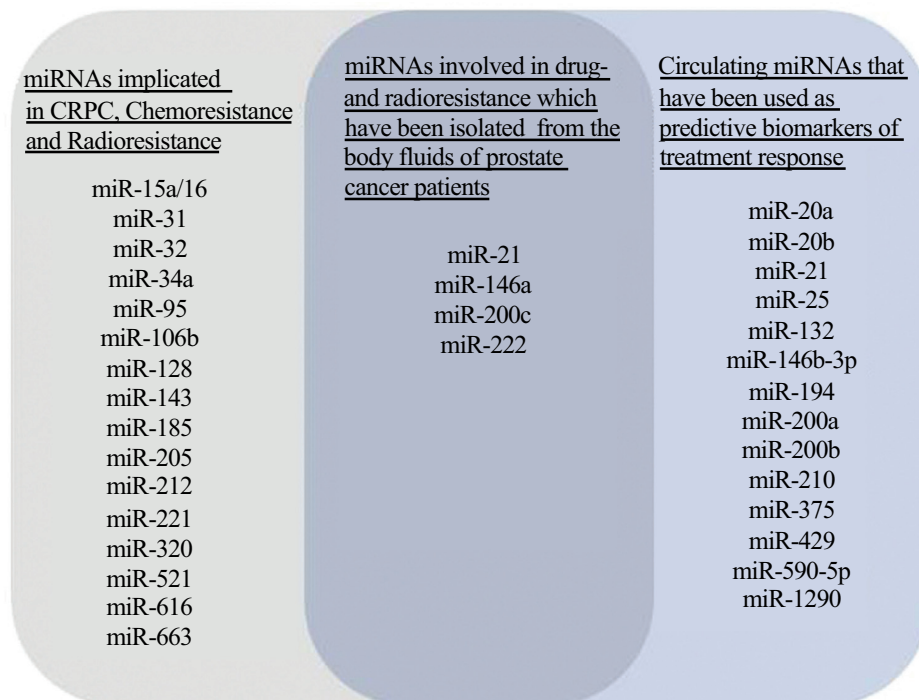 miRNAs implicated
in CRPC, Chemoresistance
and Radioresistance
miR-15a/16
miR-31
miR-32
miR-34a
miR-95
miR-106b
miR-128
miR-143
miR-185
miR-205
miR-212
miR-221
miR-320
miR-521
miR-616
miR-663
miRNAs involved in drug-
and radioresistance which
have been isolated from the
body fluids of prostate
cancer patients
miR-21
miR-146a
miR-200c
miR-222
Circulating miRNAs that
have been used as
predictive biomarkers of
treatment response
miR-20a
miR-20b
miR-21
miR-25
miR-132
miR-146b-3p
miR-194
miR-200a
miR-200b
miR-210
miR-375
miR-429
miR-590-5p
miR-1290